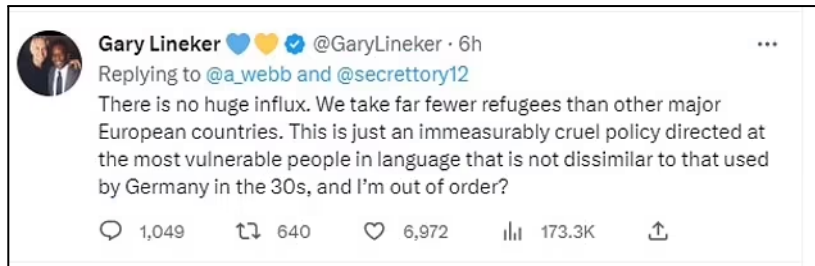 Gary Lineker 💙💛 @GaryLineker · 6h
Replying to @a_webb and @secrettory12
There is no huge influx. We take far fewer refugees than other major
European countries. This is just an immeasurably cruel policy directed at
the most vulnerable people in language that is not dissimilar to that used
by Germany in the 30s, and I'm out of order?
1,049 640 6,972 173.3K